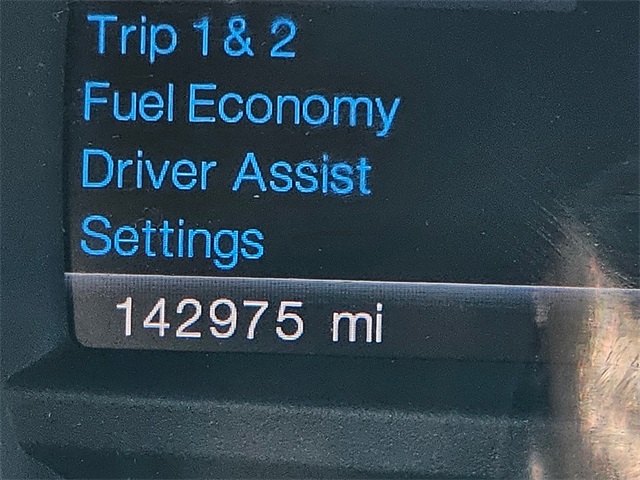 Trip 1 & 2
Fuel Economy
Driver Assist
Settings
142975 mi